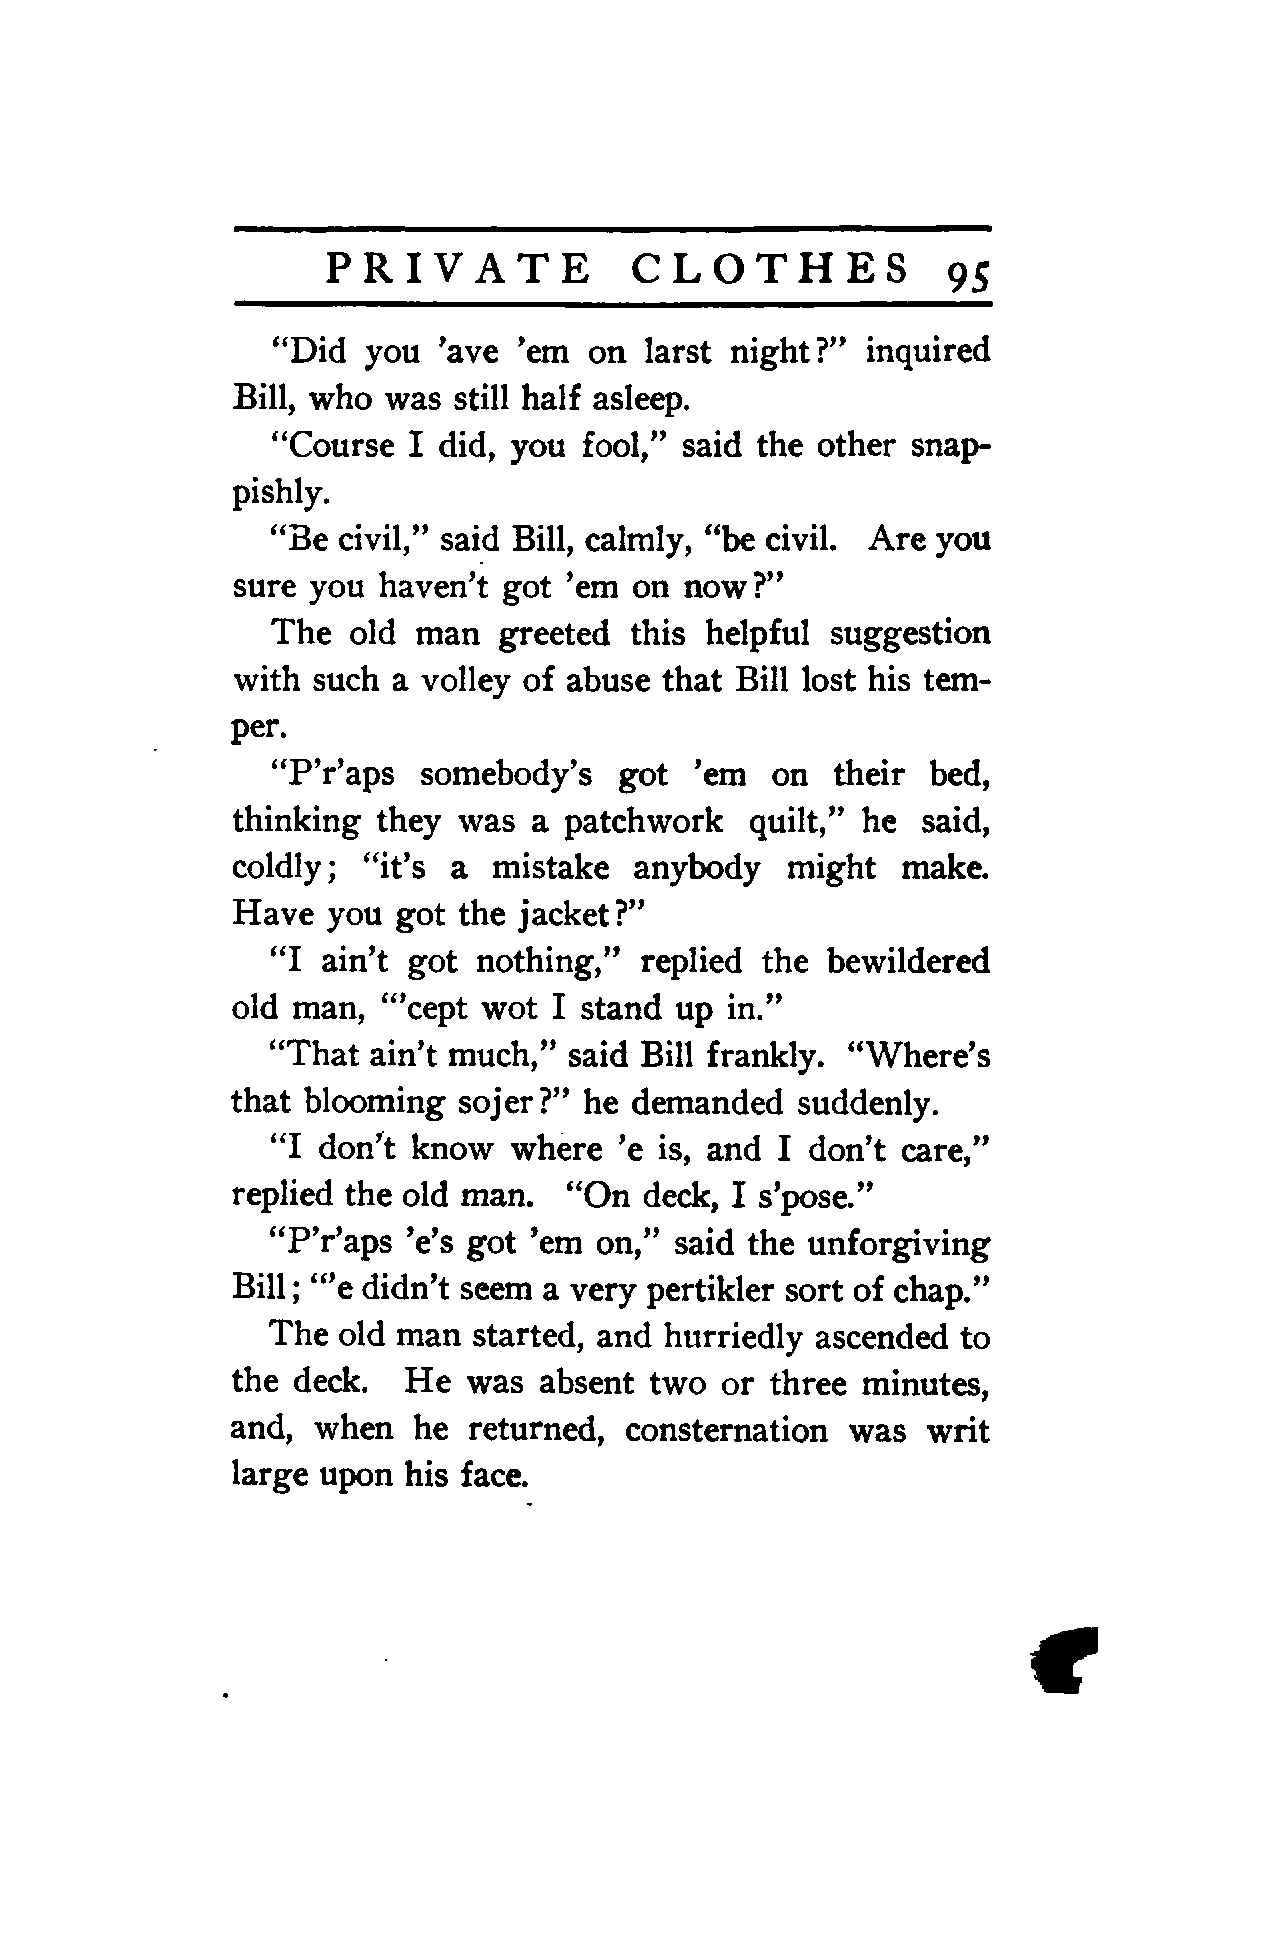 PRIVATE CLOTHES 95
“Did you ’ave ’em on larst night?” inquired
Bill, who was still half asleep.
“Course I did, you fool,” said the other snap-
pishly.
“Be civil,” said Bill, calmly, “be civil. Are you
sure you haven’t got ’em on now?”
The old man greeted this helpful suggestion
with such a volley of abuse that Bill lost his tem-
per.
“P’r’aps somebody’s got ’em on their bed,
thinking they was a patchwork quilt,” he said,
coldly; “it’s a mistake anybody might make.
Have you got the jacket?”
“I ain’t got nothing,” replied the bewildered
old man, “’cept wot I stand up in.”
“That ain’t much,” said Bill frankly. “Where’s
that blooming sojer?” he demanded suddenly.
“I don’t know where ’e is, and I don’t care,”
replied the old man. “On deck, I s’pose.”
“P’r’aps ’e’s got ’em on,” said the unforgiving
Bill; “’e didn’t seem a very pertikler sort of chap.”
The old man started, and hurriedly ascended to
the deck. He was absent two or three minutes,
and, when he returned, consternation was writ
large upon his face.